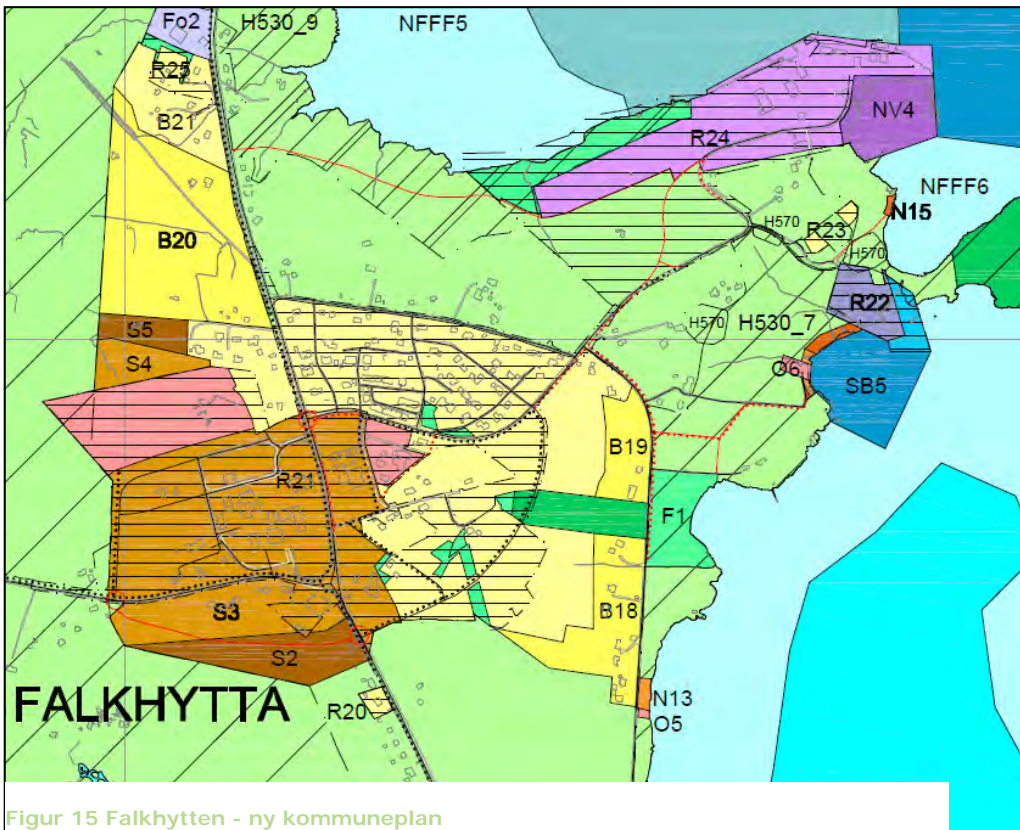 Fo2
H530_9
NFFF5
R25
B21
R24
NV4
NFFF6
N15
H570
R23
H570
B20
R22
H570
H530_7
S5
S4
O6
SB5
B19
R21
F1
S3
B18
S2
FALKHYTTA
R20
N13
O5
Figur 15 Falkhytten - ny kommuneplan